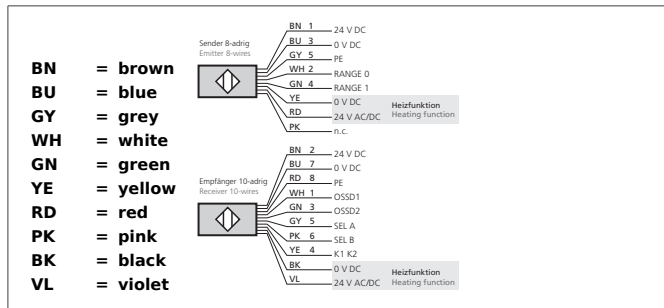 BN = brown
BU = blue
GY = grey
WH = white
GN = green
YE = yellow
RD = red
PK = pink
BK = black
VL = violet
Sender 8-adrig
Emitter 8-wires
BN 1 24 V DC
BU 3 0 V DC
GY 5 PE
WH 2 RANGE 0
GN 4 RANGE 1
YE 0 V DC
RD 24 V AC/DC
Heizfunktion
Heating function
PK n.c.
Empfänger 10-adrig
Receiver 10-wires
BN 2 24 V DC
BU 7 0 V DC
RD 8 PE
WH 1 OSSD1
GN 3 OSSD2
GY 5 SEL A
PK 6 SEL B
YE 4 K1 K2
BK 0 V DC
VL 24 V AC/DC
Heizfunktion
Heating function